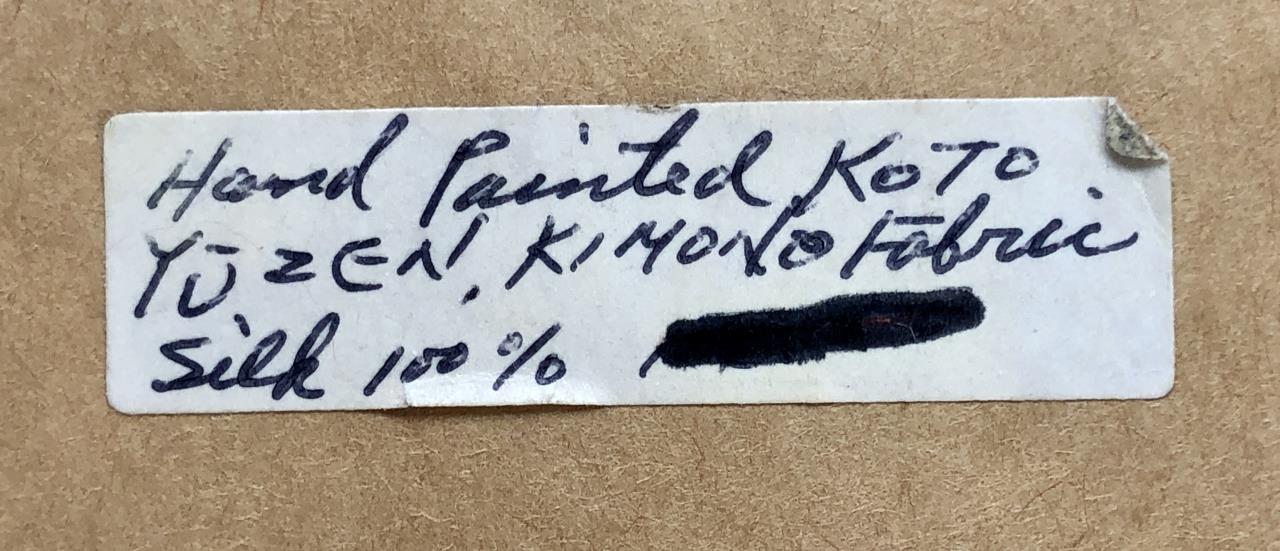 Hand Painted KOTO
YŪZEN, KIMONO Fabric
Silk 100%